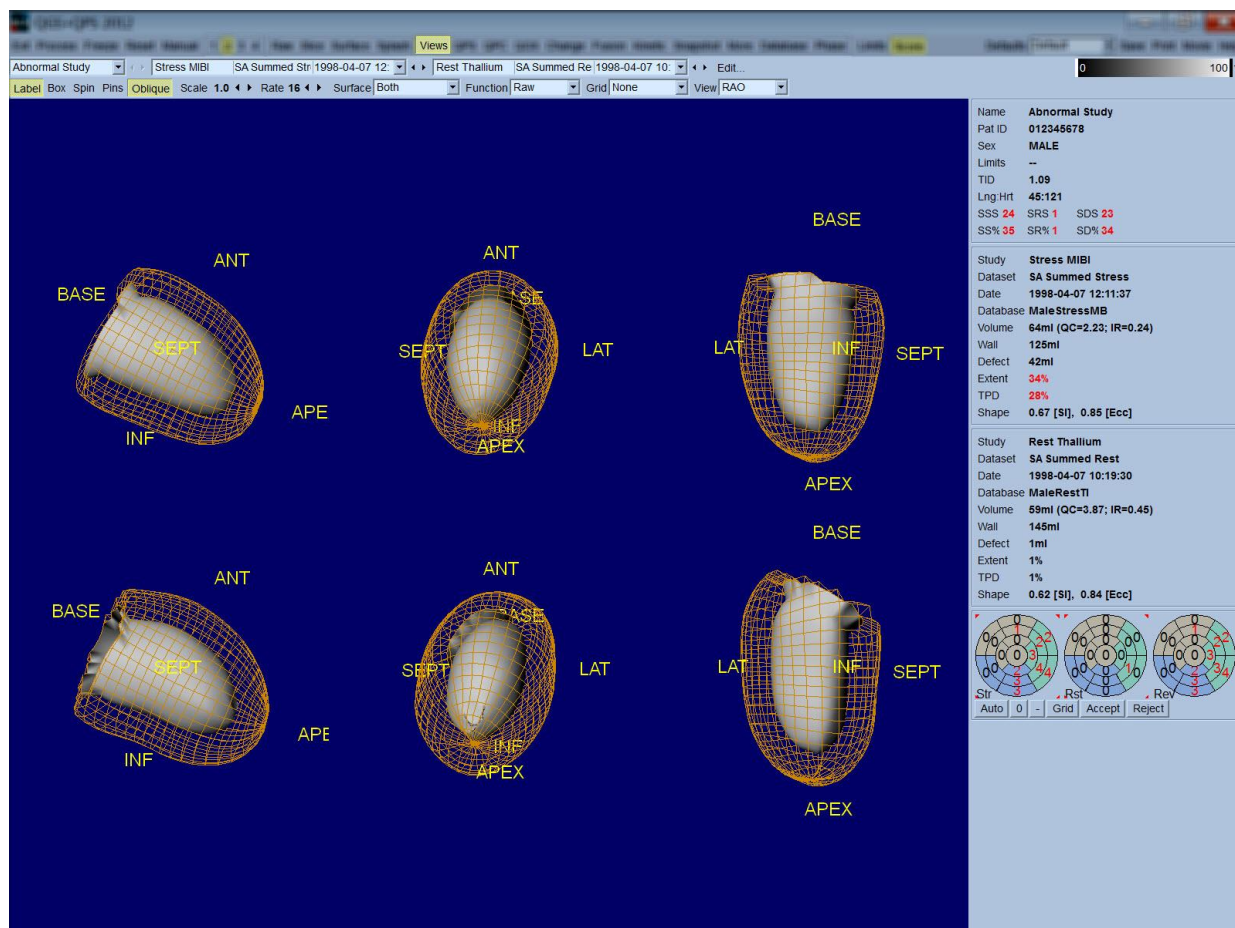 QGS+QPS 2012
Views
Abnormal Study Stress MIBI SA Summed Str 1998-04-07 12: Rest Thallium SA Summed Re 1998-04-07 10: Edit...
0 100
Label Box Spin Pins Oblique Scale 1.0 Rate 16 Surface Both Function Raw Grid None View RAO
Name Abnormal Study
Pat ID 012345678
Sex MALE
Limits --
TID 1.09
Lng:Hrt 45:121
SSS 24 SRS 1 SDS 23
SS% 35 SR% 1 SD% 34
Study Stress MIBI
Dataset SA Summed Stress
Date 1998-04-07 12:11:37
Database MaleStressMB
Volume 64ml (QC=2.23; IR=0.24)
Wall 125ml
Defect 42ml
Extent 34%
TPD 28%
Shape 0.67 [SI], 0.85 [Ecc]
Study Rest Thallium
Dataset SA Summed Rest
Date 1998-04-07 10:19:30
Database MaleRestTl
Volume 59ml (QC=3.87; IR=0.45)
Wall 145ml
Defect 1ml
Extent 1%
TPD 1%
Shape 0.62 [SI], 0.84 [Ecc]
Str Rst Rev
Auto 0 - Grid Accept Reject
BASE
ANT ANT
BASE
SEPT SEPT LAT LAT INF SEPT
APE
INF INF
APEX
APEX
BASE
ANT ANT
BASE BASE
SEPT SEPT LAT LAT INF SEPT
APE
INF INF
APEX
APEX